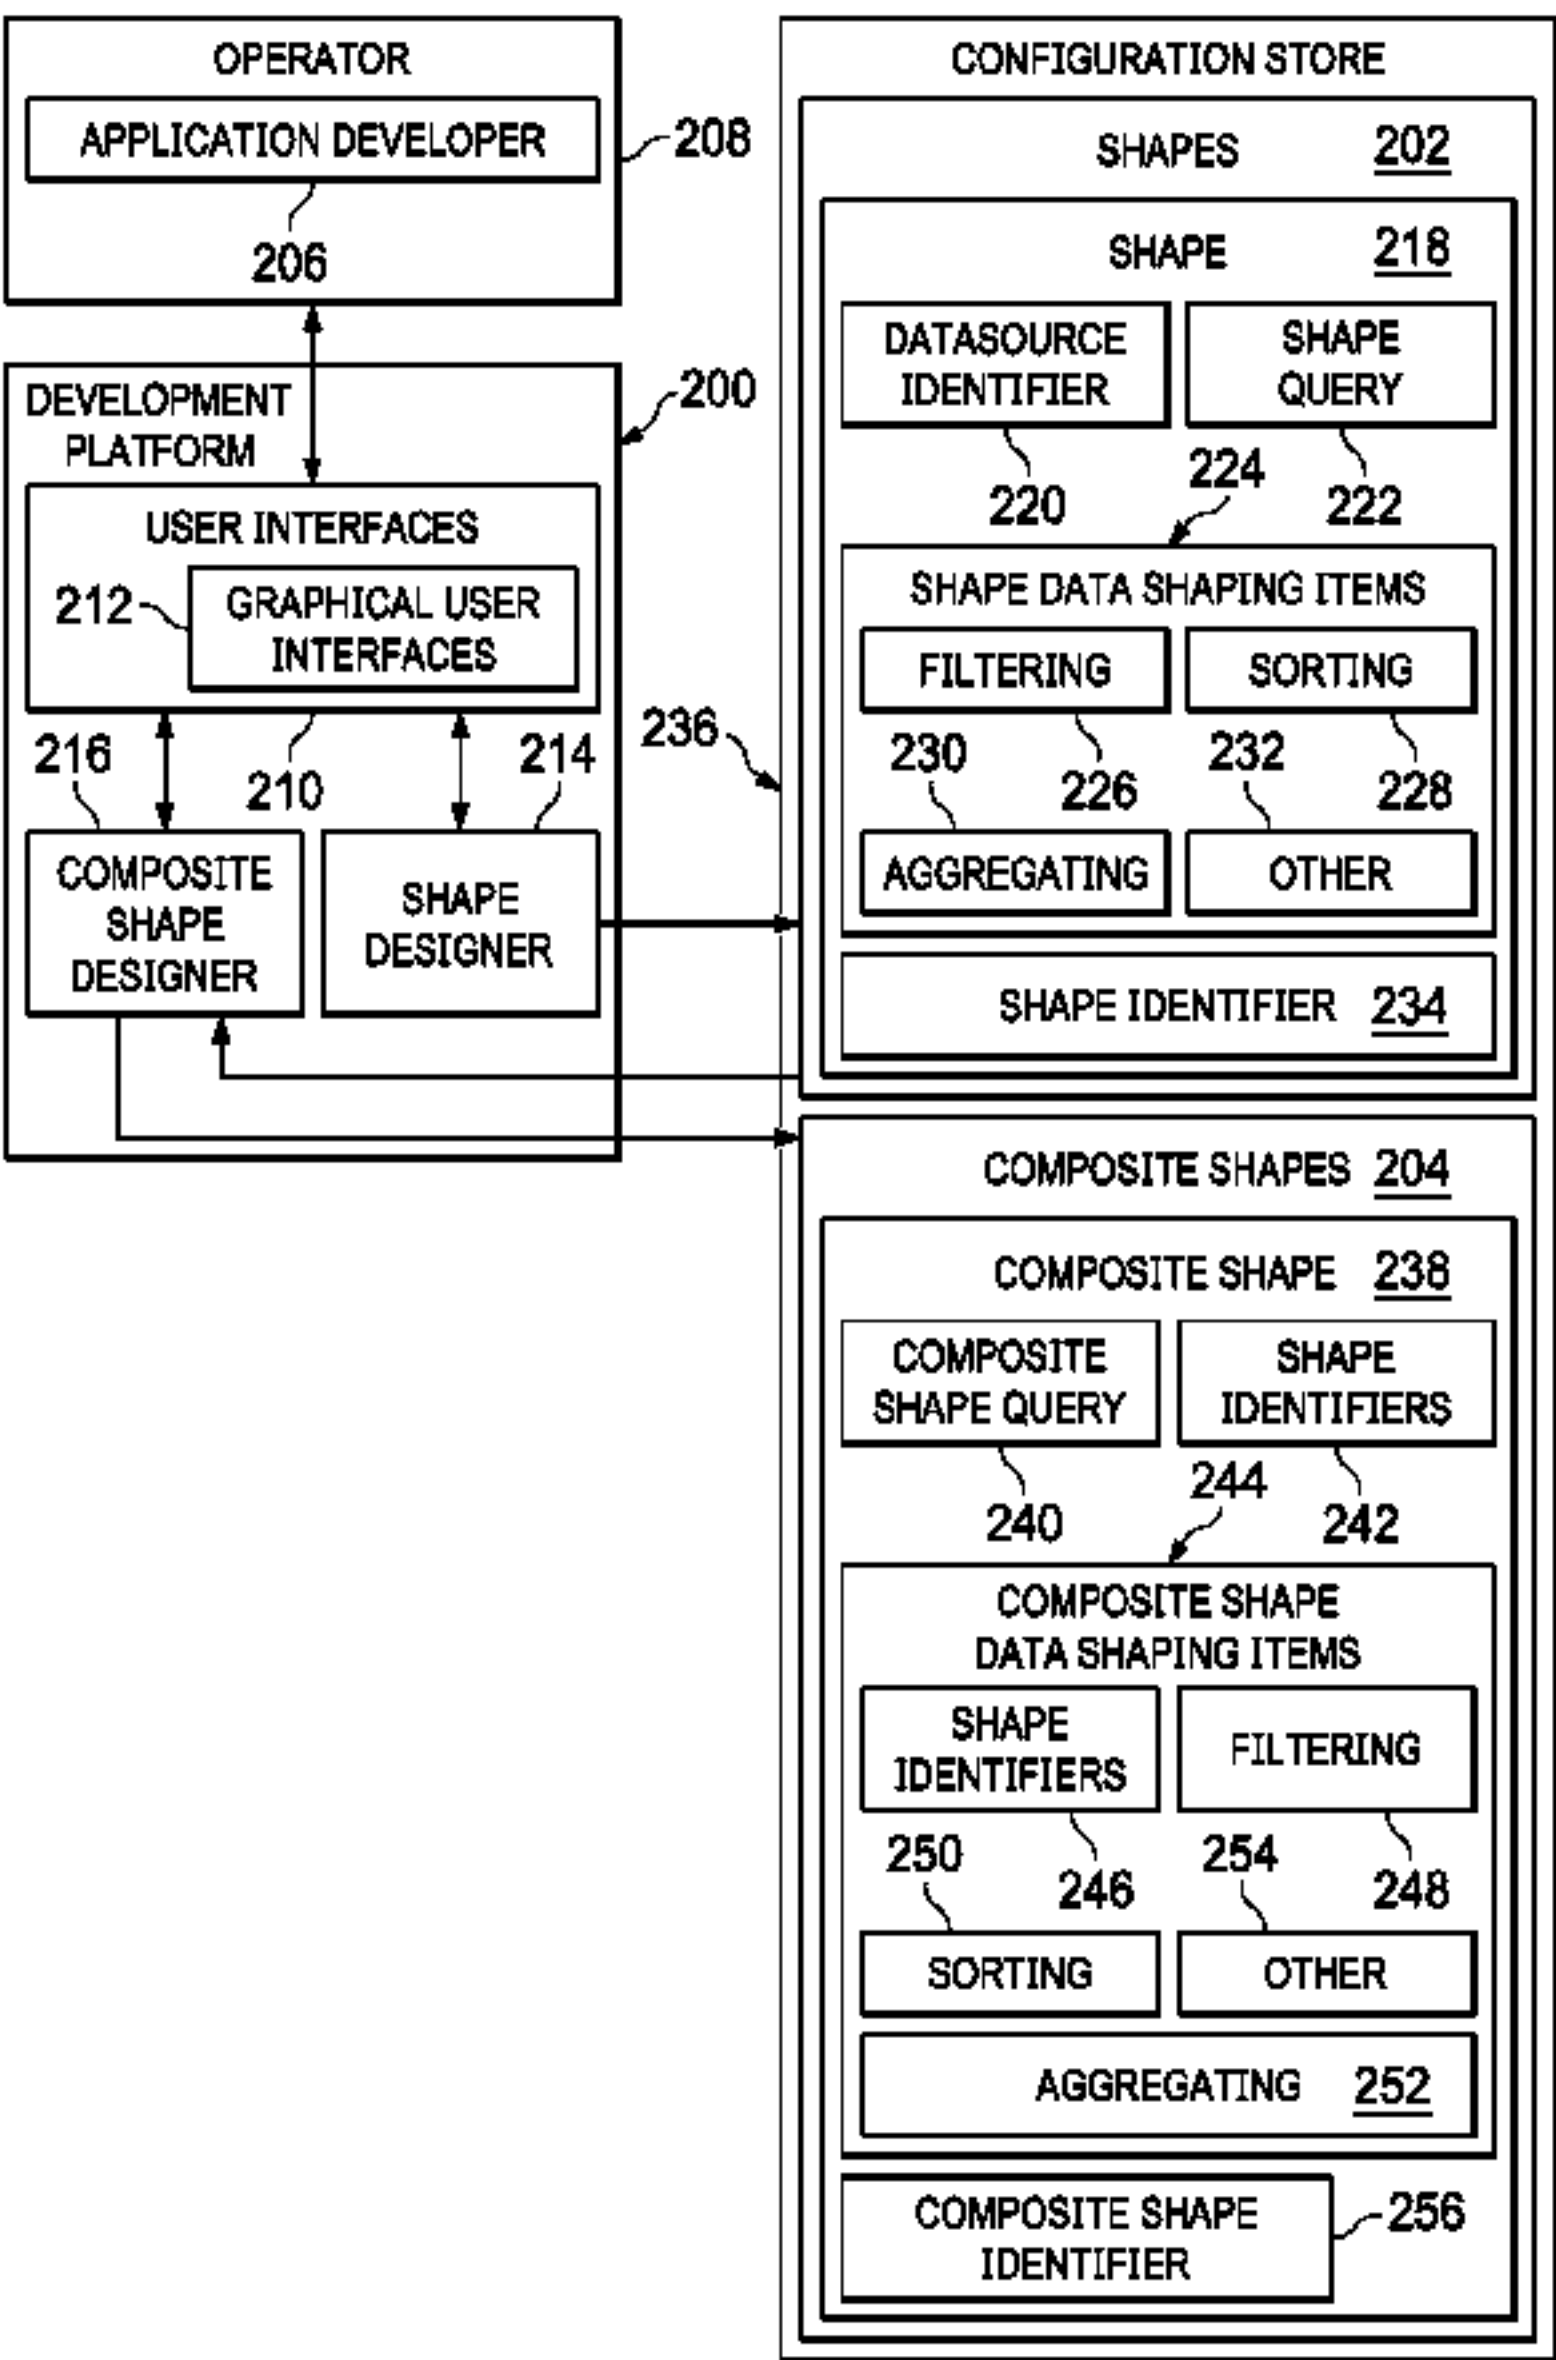 OPERATOR
APPLICATION DEVELOPER
208
206
DEVELOPMENT
PLATFORM
200
USER INTERFACES
212
GRAPHICAL USER
INTERFACES
216
210
214
COMPOSITE
SHAPE
DESIGNER
SHAPE
DESIGNER
236
CONFIGURATION STORE
SHAPES 202
SHAPE 218
DATASOURCE
IDENTIFIER
SHAPE
QUERY
220
224
222
SHAPE DATA SHAPING ITEMS
FILTERING
SORTING
230
226
232
228
AGGREGATING
OTHER
SHAPE IDENTIFIER 234
COMPOSITE SHAPES 204
COMPOSITE SHAPE 238
COMPOSITE
SHAPE QUERY
SHAPE
IDENTIFIERS
240
244
242
COMPOSITE SHAPE
DATA SHAPING ITEMS
SHAPE
IDENTIFIERS
FILTERING
250
246
254
248
SORTING
OTHER
AGGREGATING 252
COMPOSITE SHAPE
IDENTIFIER
256